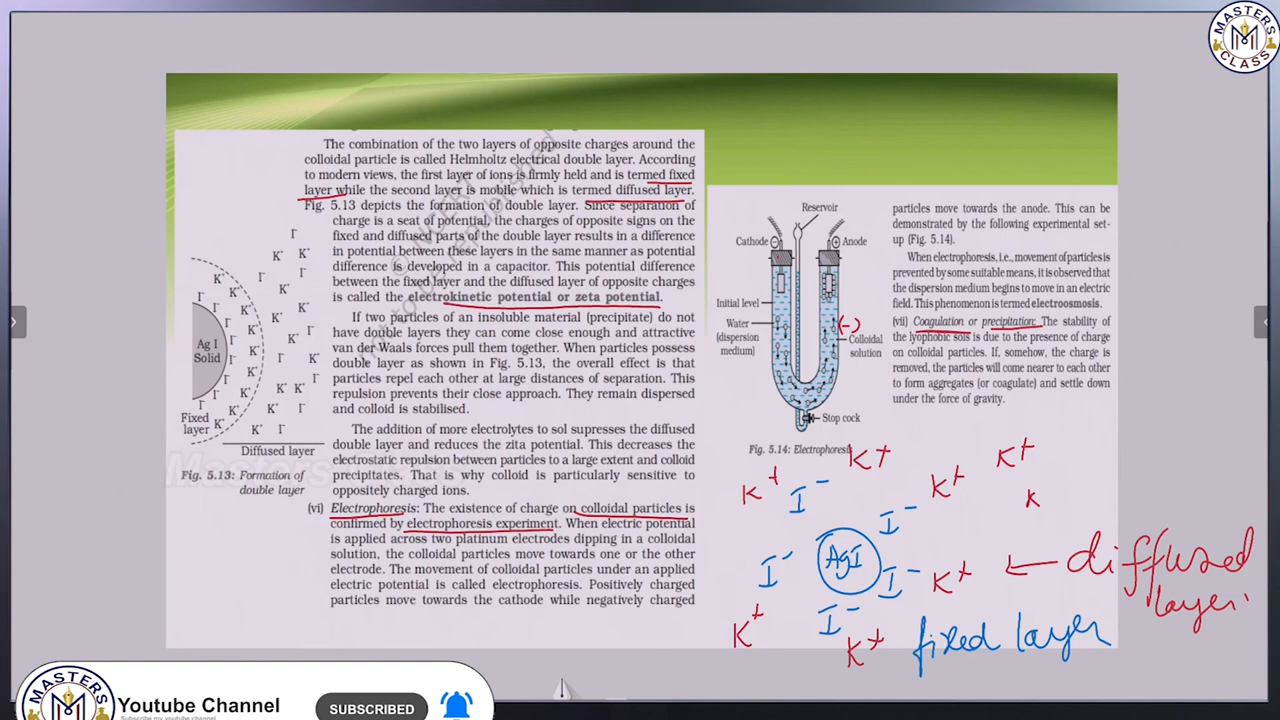 MASTERS
M
CLASS
The combination of the two layers of opposite charges around the
colloidal particle is called Helmholtz electrical double layer. According
to modern views, the first layer of ions is firmly held and is termed fixed
layer while the second layer is mobile which is termed diffused layer.
Fig. 5.13 depicts the formation of double layer. Since separation of
charge is a seat of potential, the charges of opposite signs on the
fixed and diffused parts of the double layer results in a difference
in potential between these layers in the same manner as potential
difference is developed in a capacitor. This potential difference
between the fixed layer and the diffused layer of opposite charges
is called the electrokinetic potential or zeta potential.
If two particles of an insoluble material (precipitate) do not
have double layers they can come close enough and attractive
van der Waals forces pull them together. When particles possess
double layer as shown in Fig. 5.13, the overall effect is that
particles repel each other at large distances of separation. This
repulsion prevents their close approach. They remain dispersed
and colloid is stabilised.
The addition of more electrolytes to sol supresses the diffused
double layer and reduces the zita potential. This decreases the
electrostatic repulsion between particles to a large extent and colloid
precipitates. That is why colloid is particularly sensitive to
oppositely charged ions.
(vi) Electrophoresis: The existence of charge on colloidal particles is
confirmed by electrophoresis experiment. When electric potential
is applied across two platinum electrodes dipping in a colloidal
solution, the colloidal particles move towards one or the other
electrode. The movement of colloidal particles under an applied
electric potential is called electrophoresis. Positively charged
particles move towards the cathode while negatively charged
Ag I
Solid
Fixed
layer
Diffused layer
Fig. 5.13: Formation of
double layer
Reservoir
Cathode
Anode
Initial level
Water
(dispersion
medium)
(-)
Colloidal
solution
Stop cock
Fig. 5.14: Electrophoresis
particles move towards the anode. This can be
demonstrated by the following experimental set-
up (Fig. 5.14).
When electrophoresis, i.e., movement of particles is
prevented by some suitable means, it is observed that
the dispersion medium begins to move in an electric
field. This phenomenon is termed electroosmosis.
(vii) Coagulation or precipitation: The stability of
the lyophobic sols is due to the presence of charge
on colloidal particles. If, somehow, the charge is
removed, the particles will come nearer to each other
to form aggregates (or coagulate) and settle down
under the force of gravity.
K+ K+
K+ I- K+ K
I-
I- AgI I- K+ ← diffused
layer
K+ I- K+ fixed layer
MASTERS
M
Youtube Channel
Subscribe my youtube channel
SUBSCRIBED